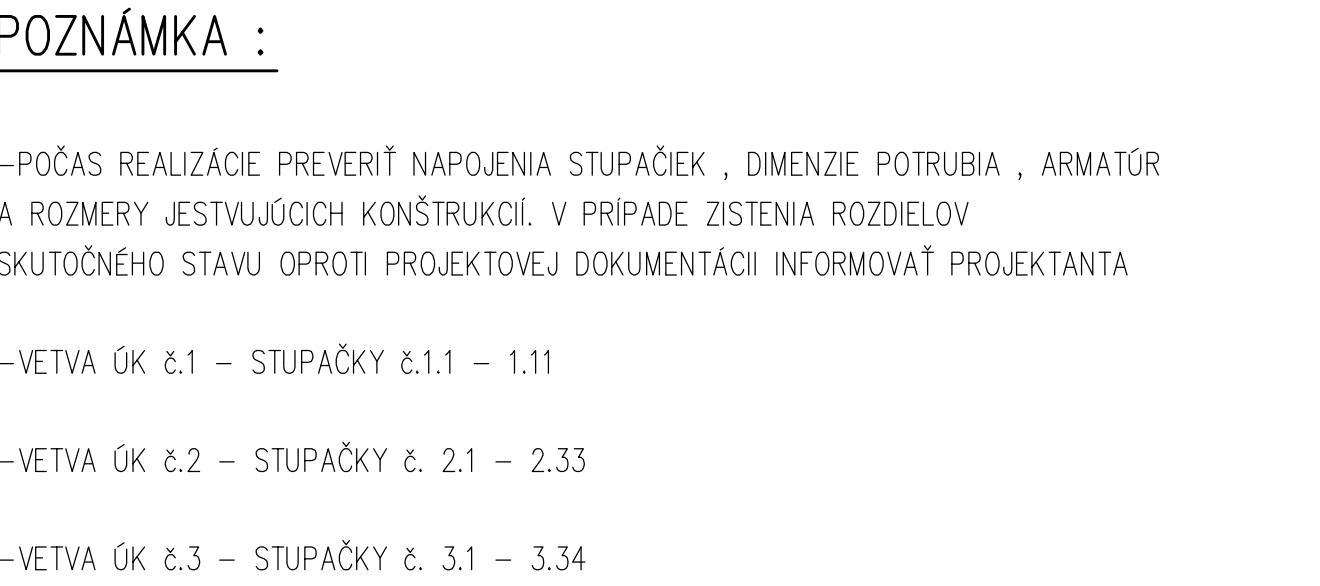 POZNÁMKA :
-POČAS REALIZÁCIE PREVERIŤ NAPOJENIA STUPAČIEK , DIMENZIE POTRUBIA , ARMATÚR
A ROZMERY JESTVUJÚCICH KONŠTRUKCIÍ. V PRÍPADE ZISTENIA ROZDIELOV
SKUTOČNÉHO STAVU OPROTI PROJEKTOVEJ DOKUMENTÁCII INFORMOVAŤ PROJEKTANTA
-VETVA ÚK č.1 - STUPAČKY č.1.1 - 1.11
-VETVA ÚK č.2 - STUPAČKY č. 2.1 - 2.33
-VETVA ÚK č.3 - STUPAČKY č. 3.1 - 3.34